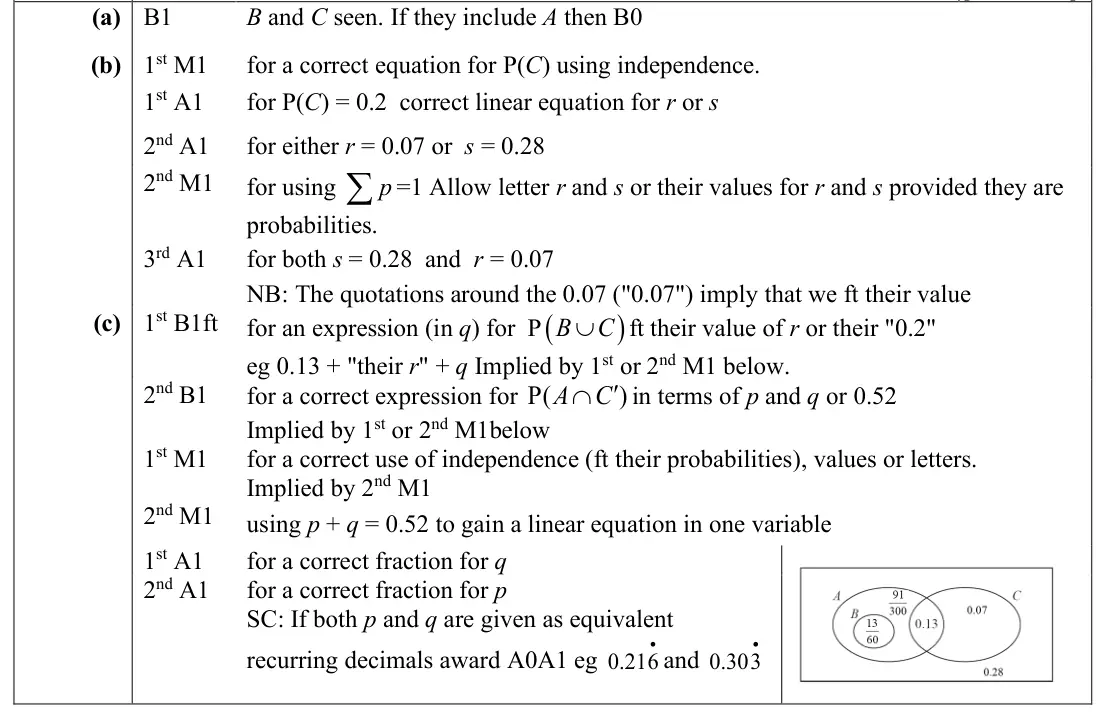 (a) B1 B and C seen. If they include A then B0
(b) 1st M1 for a correct equation for P(C) using independence.
1st A1 for P(C) = 0.2 correct linear equation for r or s
2nd A1 for either r = 0.07 or s = 0.28
2nd M1 for using ∑ p =1 Allow letter r and s or their values for r and s provided they are
probabilities.
3rd A1 for both s = 0.28 and r = 0.07
NB: The quotations around the 0.07 ("0.07") imply that we ft their value
(c) 1st B1ft for an expression (in q) for P(B∪C) ft their value of r or their "0.2"
eg 0.13 + "their r" + q Implied by 1st or 2nd M1 below.
2nd B1 for a correct expression for P(A∩C′) in terms of p and q or 0.52
Implied by 1st or 2nd M1below
1st M1 for a correct use of independence (ft their probabilities), values or letters.
Implied by 2nd M1
2nd M1 using p + q = 0.52 to gain a linear equation in one variable
1st A1 for a correct fraction for q
2nd A1 for a correct fraction for p
SC: If both p and q are given as equivalent
recurring decimals award A0A1 eg 0.216̇ and 0.303̇
A 91/300 C
B 13/60 0.13 0.07
0.28